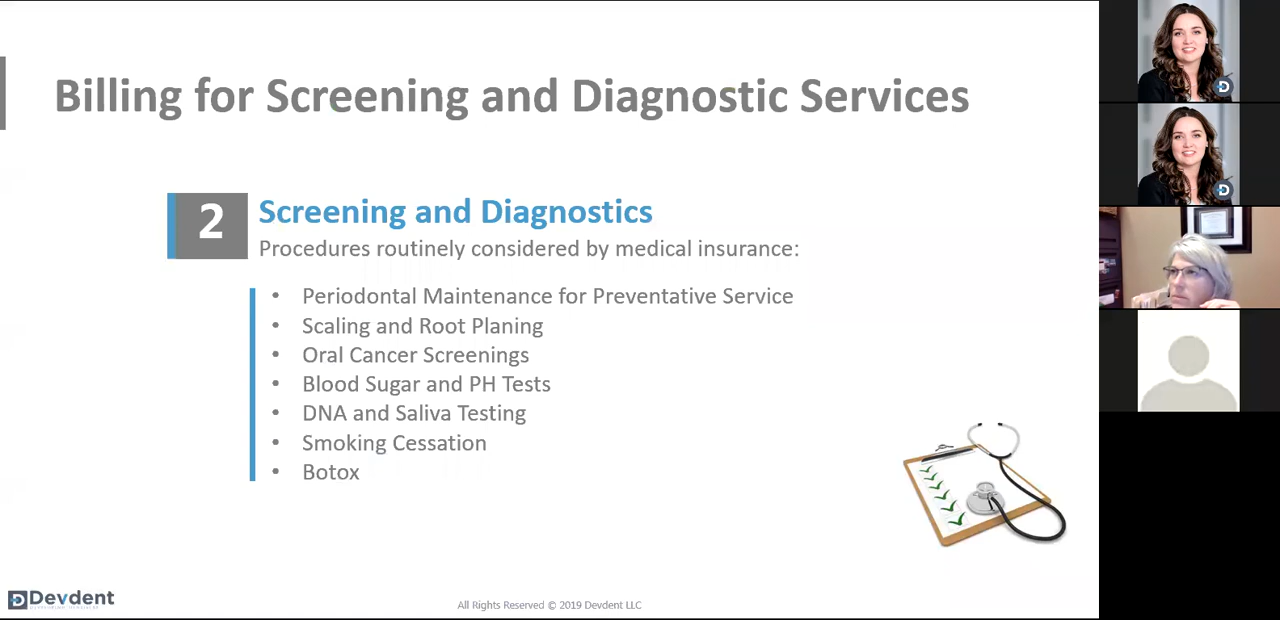 Billing for Screening and Diagnostic Services
2
Screening and Diagnostics
Procedures routinely considered by medical insurance:
• Periodontal Maintenance for Preventative Service
• Scaling and Root Planing
• Oral Cancer Screenings
• Blood Sugar and PH Tests
• DNA and Saliva Testing
• Smoking Cessation
• Botox
Devdent
All Rights Reserved © 2019 Devdent LLC